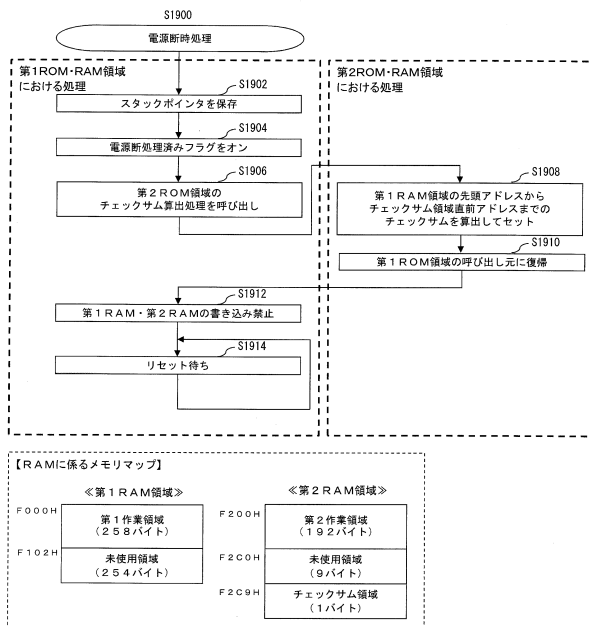 S1900
電源断時処理
第1ROM・RAM領域
における処理
S1902
スタックポインタを保存
S1904
電源断処理済みフラグをオン
S1906
第2ROM領域の
チェックサム算出処理を呼び出し
第2ROM・RAM領域
における処理
S1908
第1RAM領域の先頭アドレスから
チェックサム領域直前アドレスまでの
チェックサムを算出してセット
S1910
第1ROM領域の呼び出し元に復帰
S1912
第1RAM・第2RAMの書き込み禁止
S1914
リセット待ち
【RAMに係るメモリマップ】
≪第1RAM領域≫
F000H
第1作業領域
(258バイト)
F102H
未使用領域
(254バイト)
≪第2RAM領域≫
F200H
第2作業領域
(192バイト)
F2C0H
未使用領域
(9バイト)
F2C9H
チェックサム領域
(1バイト)